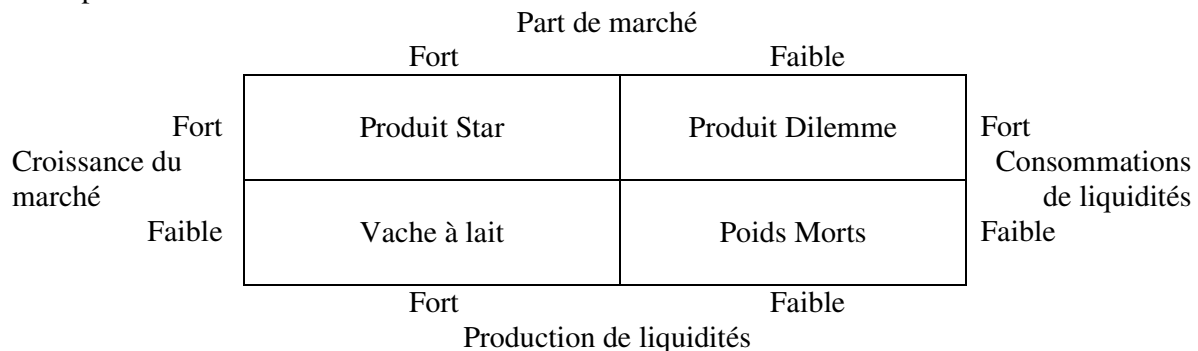 Part de marché
Fort Faible
Fort Produit Star Produit Dilemme Fort
Croissance du Consommations
marché de liquidités
Faible Vache à lait Poids Morts Faible
Fort Faible
Production de liquidités